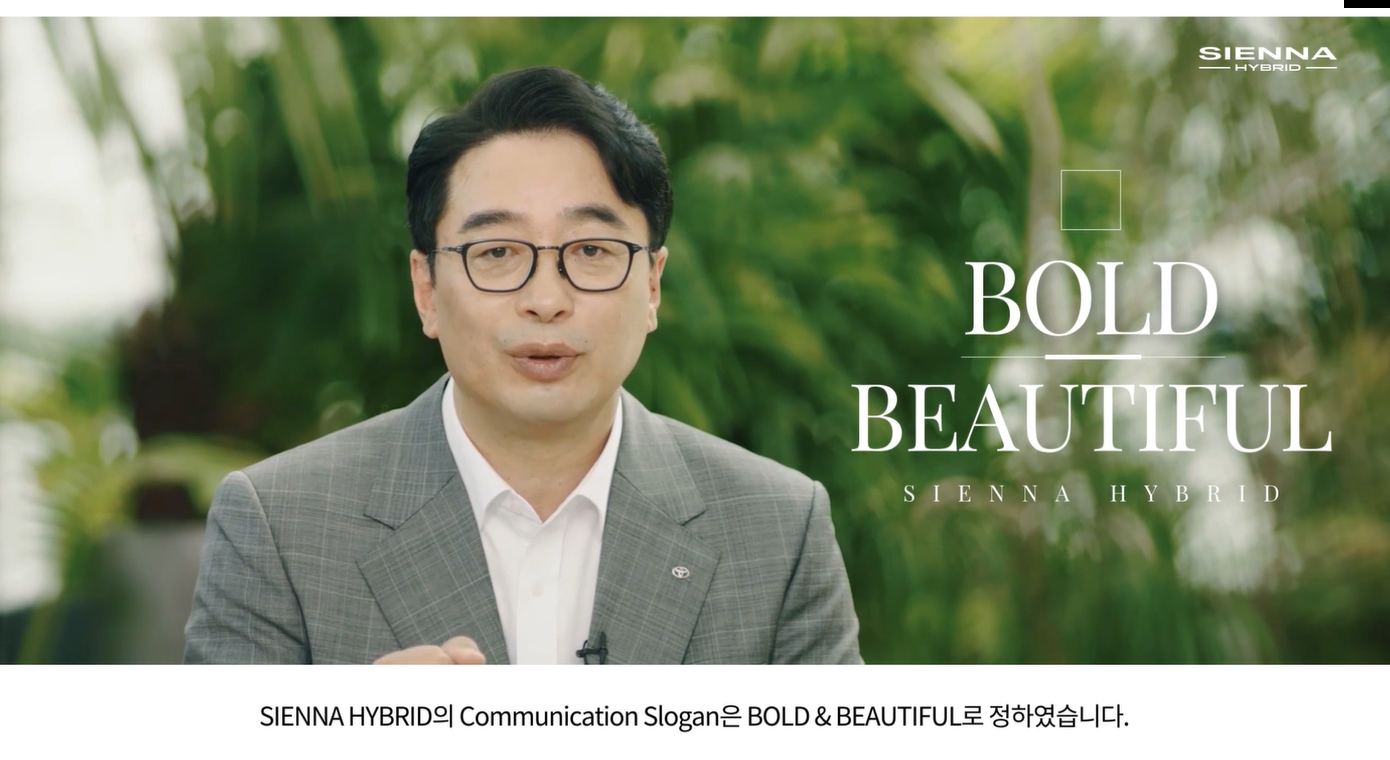 SIENNA
HYBRID
BOLD
BEAUTIFUL
SIENNA HYBRID
SIENNA HYBRID의 Communication Slogan은 BOLD & BEAUTIFUL로 정하였습니다.